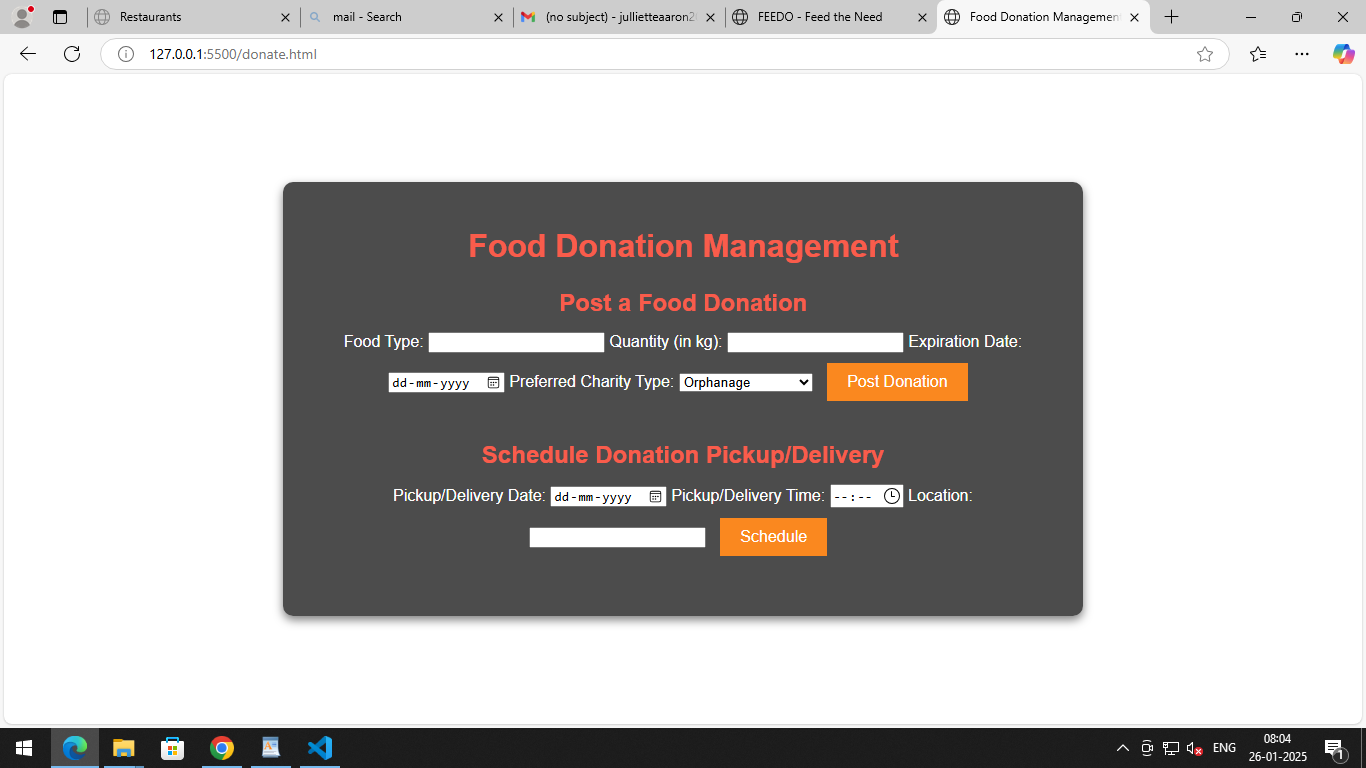 Restaurants
mail - Search
(no subject) - jullietteaaron2
FEEDO - Feed the Need
Food Donation Management
127.0.0.1:5500/donate.html
Food Donation Management
Post a Food Donation
Food Type: Quantity (in kg): Expiration Date:
dd-mm-yyyy Preferred Charity Type: Orphanage Post Donation
Schedule Donation Pickup/Delivery
Pickup/Delivery Date: dd-mm-yyyy Pickup/Delivery Time: --:-- Location:
Schedule
ENG
08:04
26-01-2025
1